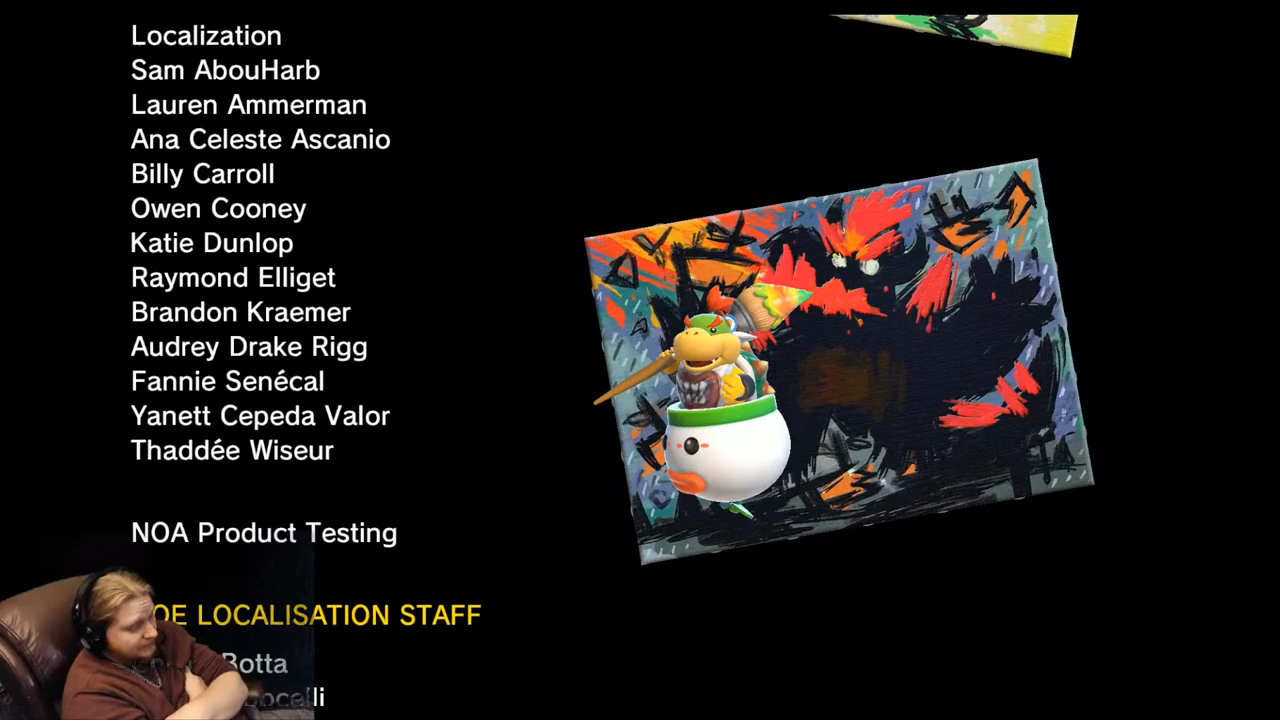 Localization
Sam AbouHarb
Lauren Ammerman
Ana Celeste Ascanio
Billy Carroll
Owen Cooney
Katie Dunlop
Raymond Elliget
Brandon Kraemer
Audrey Drake Rigg
Fannie Senécal
Yanett Cepeda Valor
Thaddée Wiseur
NOA Product Testing
LOCALISATION STAFF
Botta